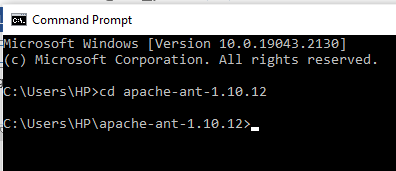 Command Prompt
Microsoft Windows [Version 10.0.19043.2130]
(c) Microsoft Corporation. All rights reserved.
C:\Users\HP>cd apache-ant-1.10.12
C:\Users\HP\apache-ant-1.10.12>